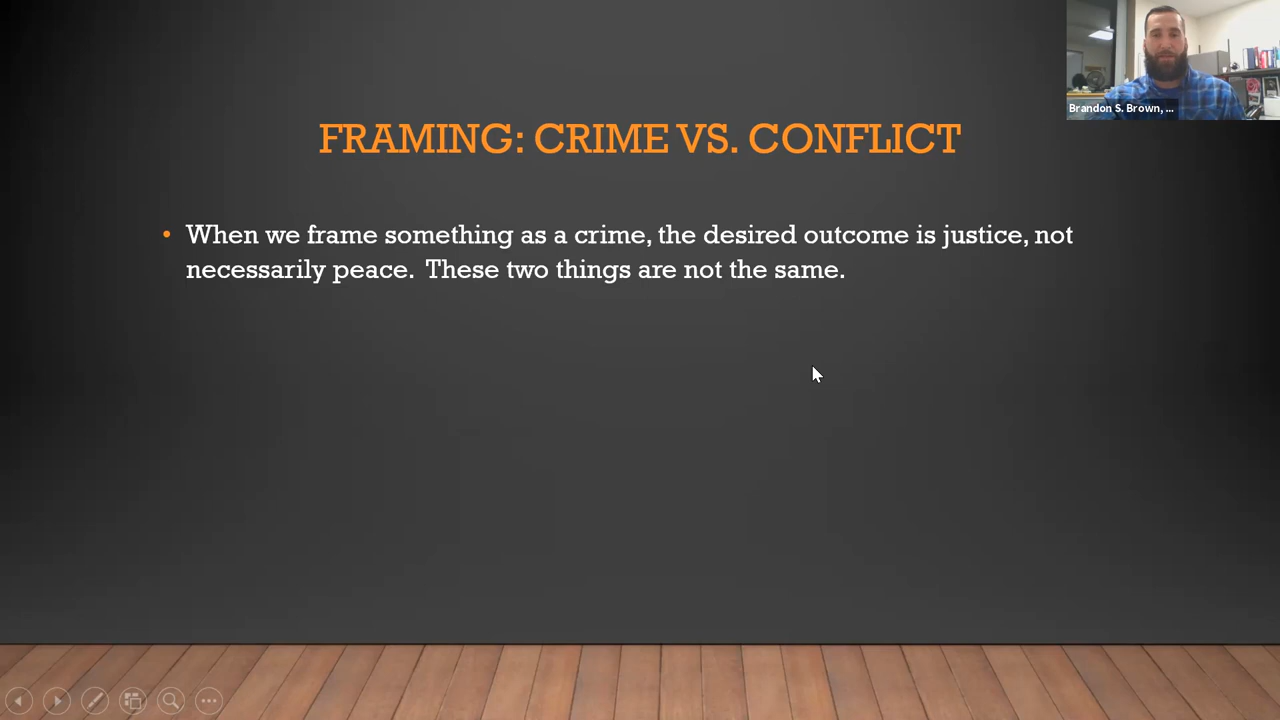 Brandon S. Brown, ...
FRAMING: CRIME VS. CONFLICT
• When we frame something as a crime, the desired outcome is justice, not
necessarily peace.  These two things are not the same.